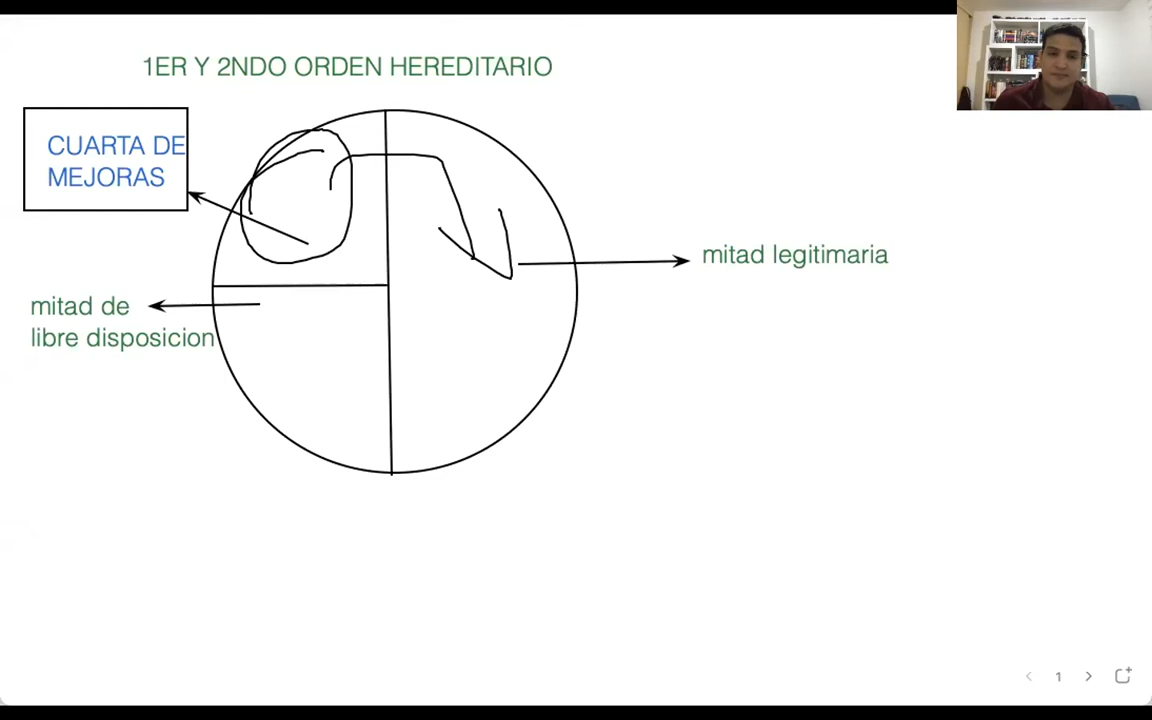 1ER Y 2NDO ORDEN HEREDITARIO
CUARTA DE
MEJORAS
mitad legitimaria
mitad de
libre disposicion
1